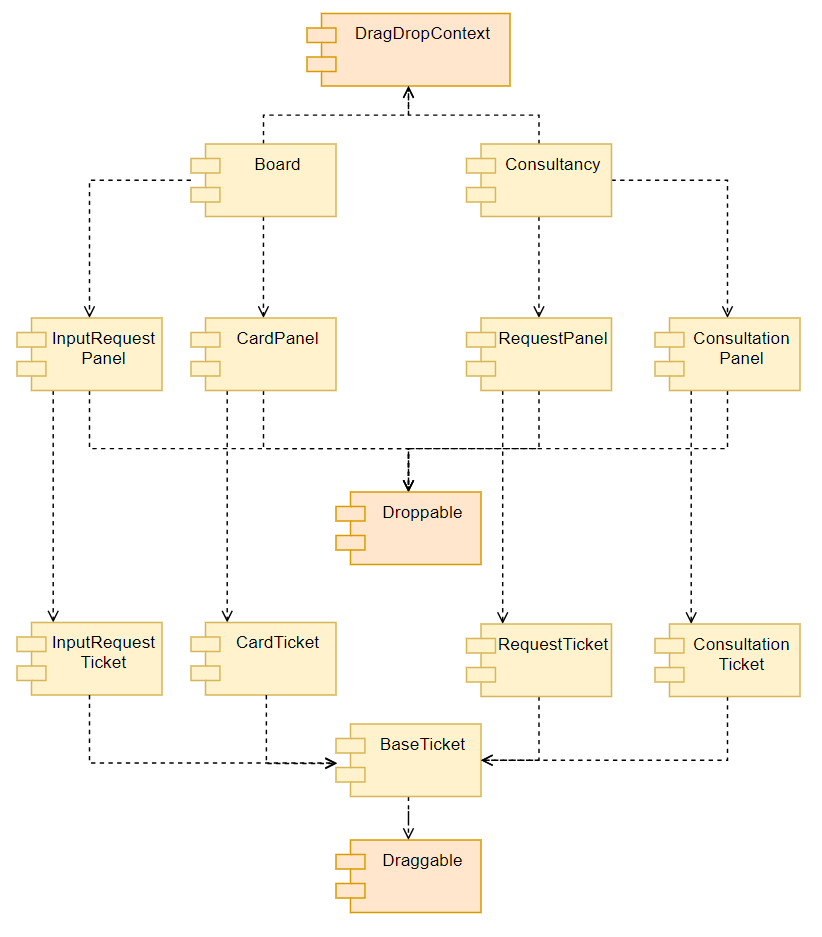 DragDropContext
Board
Consultancy
InputRequest
Panel
CardPanel
RequestPanel
Consultation
Panel
Droppable
InputRequest
Ticket
CardTicket
RequestTicket
Consultation
Ticket
BaseTicket
Draggable